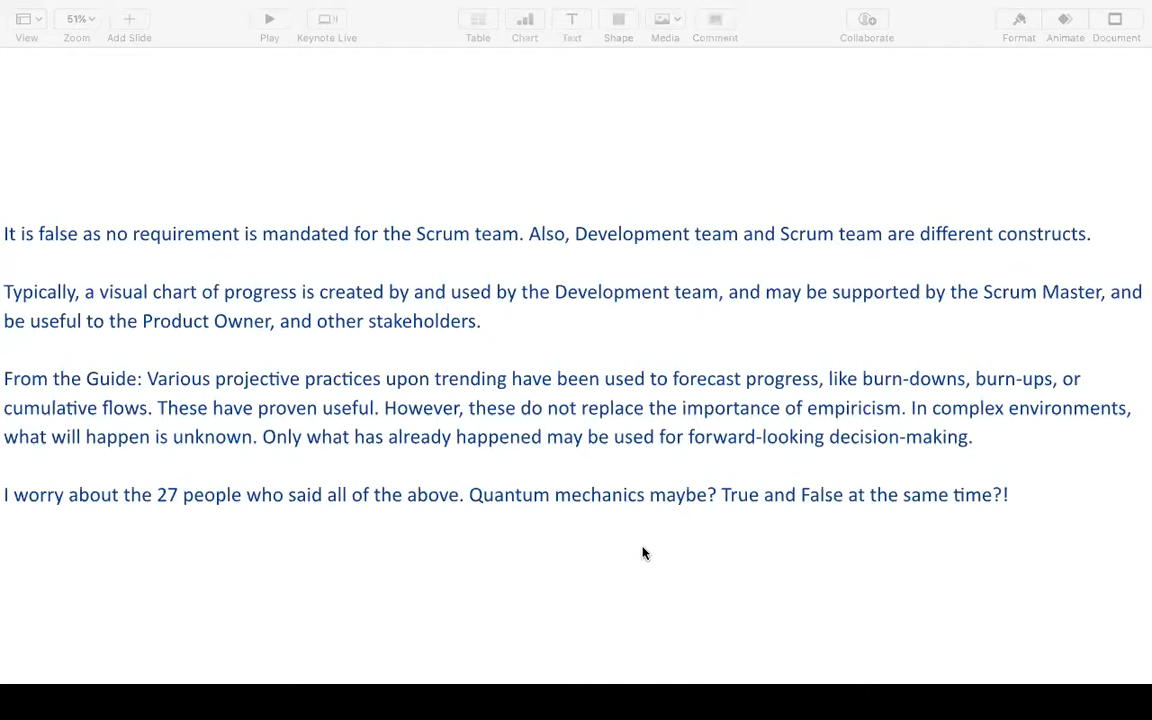 51%
View
Zoom
Add Slide
Play
Keynote Live
Table
Chart
Text
Shape
Media
Comment
Collaborate
Format
Animate
Document
It is false as no requirement is mandated for the Scrum team. Also, Development team and Scrum team are different constructs.
Typically, a visual chart of progress is created by and used by the Development team, and may be supported by the Scrum Master, and
be useful to the Product Owner, and other stakeholders.
From the Guide: Various projective practices upon trending have been used to forecast progress, like burn-downs, burn-ups, or
cumulative flows. These have proven useful. However, these do not replace the importance of empiricism. In complex environments,
what will happen is unknown. Only what has already happened may be used for forward-looking decision-making.
I worry about the 27 people who said all of the above. Quantum mechanics maybe? True and False at the same time?!